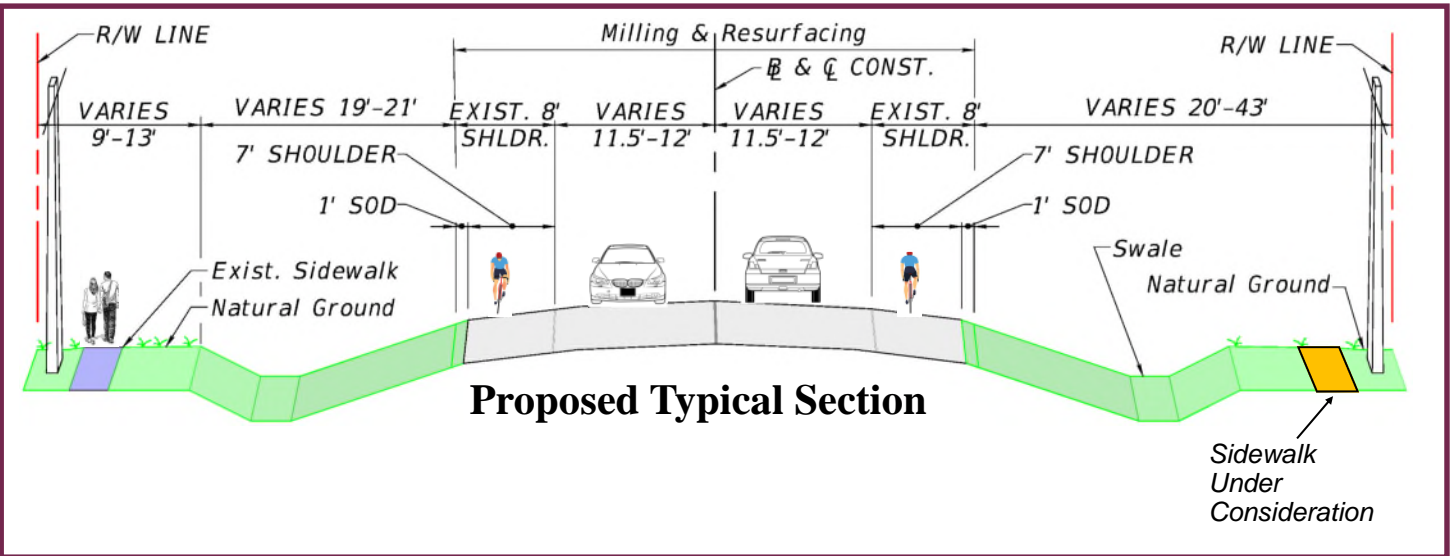 R/W LINE
Milling & Resurfacing
R/W LINE
℄ CONST.
VARIES
9'-13'
VARIES 19'-21'
EXIST. 8'
SHLDR.
VARIES
11.5'-12'
VARIES
11.5'-12'
EXIST. 8'
SHLDR.
VARIES 20'-43'
7' SHOULDER
7' SHOULDER
1' SOD
1' SOD
Exist. Sidewalk
Natural Ground
Swale
Natural Ground
Proposed Typical Section
Sidewalk
Under
Consideration